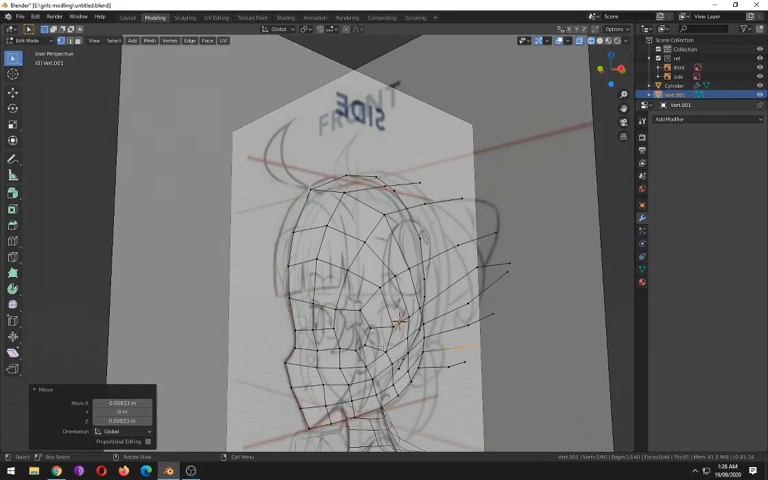 Blender* [E:\girls modling\untitled.blend]
File Edit Render Window Help Layout Modeling Sculpting UV Editing Texture Paint Shading Animation Rendering Compositing Scripting Scene View Layer
Edit Mode View Select Add Mesh Vertex Edge Face UV Global
User Perspective
(0) Vert.001
Scene Collection
Collection
ref
front
side
Cylinder
Vert.001
Vert.001
Add Modifier
FRONT
SIDE
Move
Move X -0.00833 m
Y -0 m
Z 0.00833 m
Orientation Global
Proportional Editing
Select Box Select Rotate View Call Menu
1:26 AM
19/09/2020